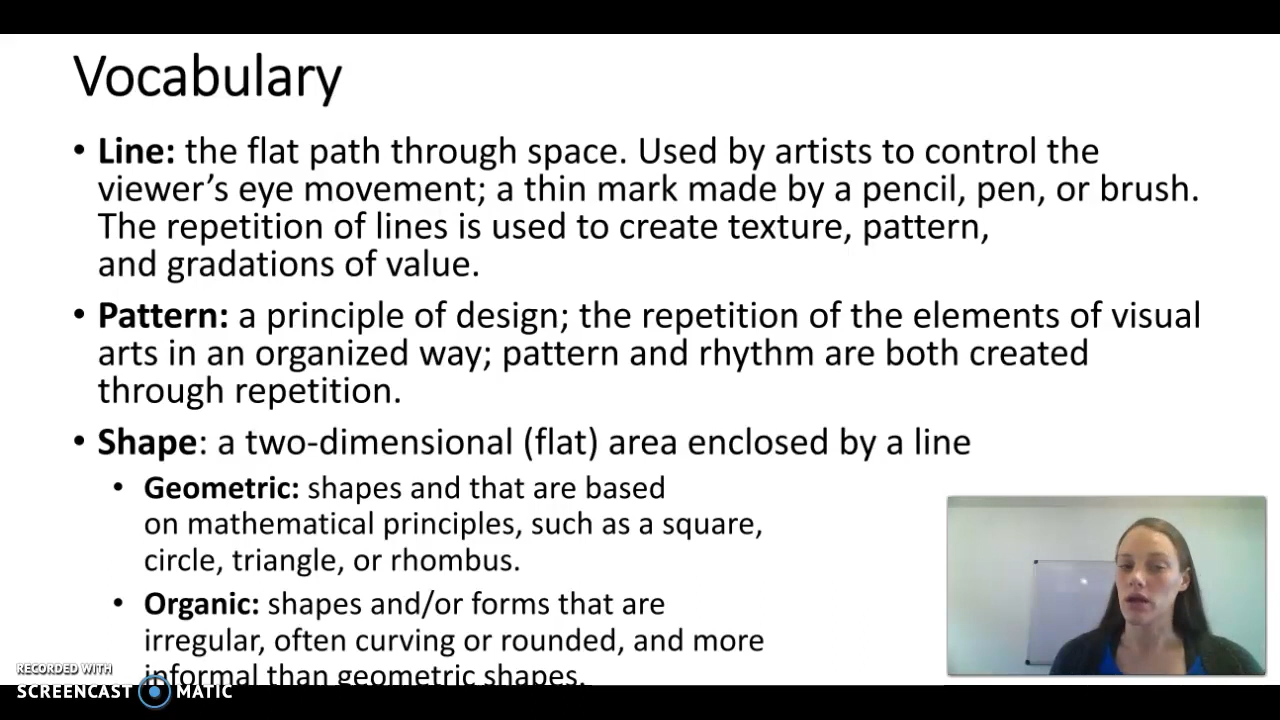 Vocabulary
• Line: the flat path through space. Used by artists to control the
viewer’s eye movement; a thin mark made by a pencil, pen, or brush.
The repetition of lines is used to create texture, pattern,
and gradations of value.
• Pattern: a principle of design; the repetition of the elements of visual
arts in an organized way; pattern and rhythm are both created
through repetition.
• Shape: a two-dimensional (flat) area enclosed by a line
• Geometric: shapes and that are based
on mathematical principles, such as a square,
circle, triangle, or rhombus.
• Organic: shapes and/or forms that are
irregular, often curving or rounded, and more
informal than geometric shapes.
RECORDED WITH
SCREENCAST MATIC